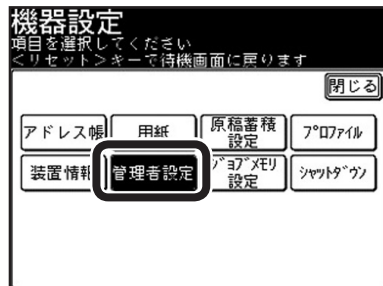 機器設定
項目を選択してください
<リセット>キーで待機画面に戻ります
閉じる
アドレス帳 用紙 原稿蓄積 ﾌﾟﾛﾌｧｲﾙ
設定
装置情報 管理者設定 ｼﾞｮﾌﾞﾒﾓﾘ ｼｬｯﾄﾀﾞｳﾝ
設定